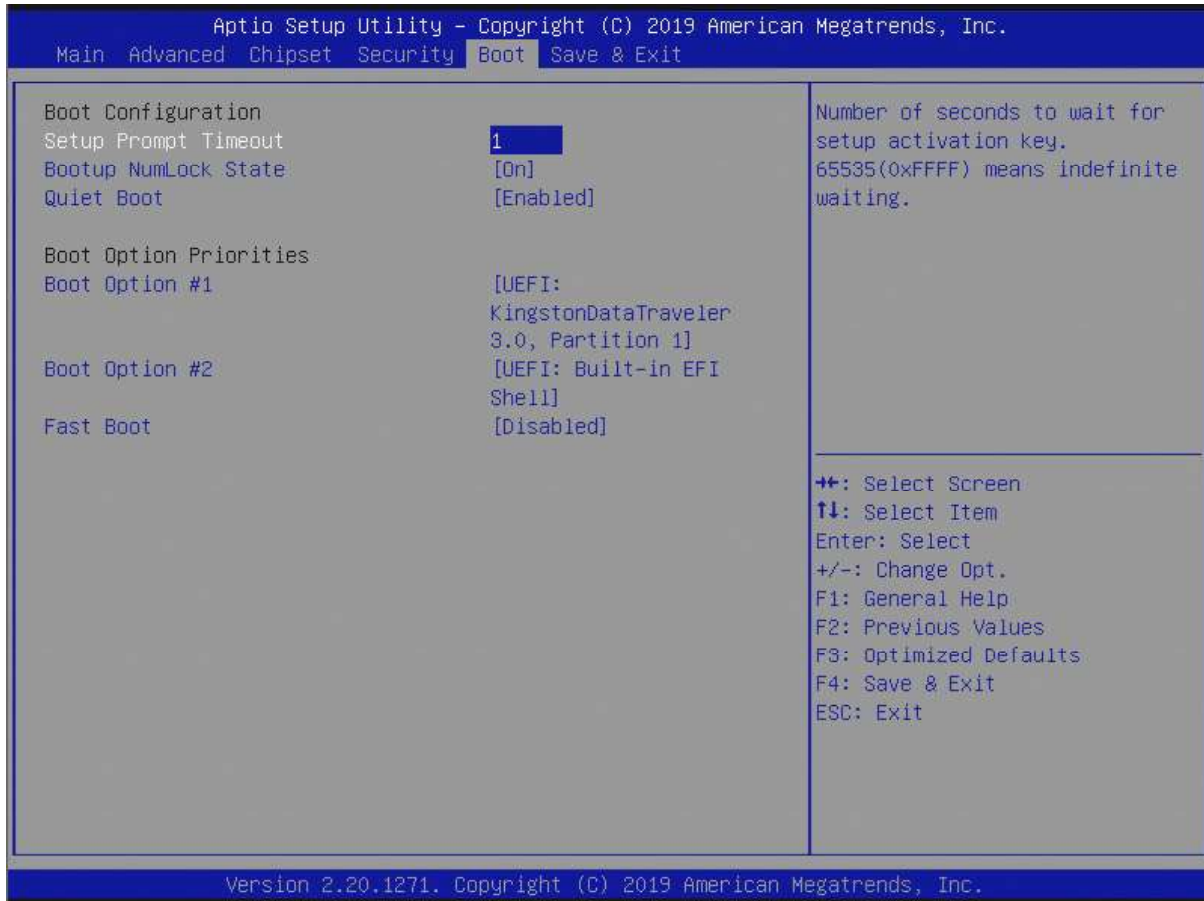 Aptio Setup Utility – Copyright (C) 2019 American Megatrends, Inc.
Main Advanced Chipset Security Boot Save & Exit
Boot Configuration
Setup Prompt Timeout 1
Bootup NumLock State [On]
Quiet Boot [Enabled]
Boot Option Priorities
Boot Option #1 [UEFI:
KingstonDataTraveler
3.0, Partition 1]
Boot Option #2 [UEFI: Built-in EFI
Shell]
Fast Boot [Disabled]
Number of seconds to wait for
setup activation key.
65535(0xFFFF) means indefinite
waiting.
→←: Select Screen
↑↓: Select Item
Enter: Select
+/-: Change Opt.
F1: General Help
F2: Previous Values
F3: Optimized Defaults
F4: Save & Exit
ESC: Exit
Version 2.20.1271. Copyright (C) 2019 American Megatrends, Inc.